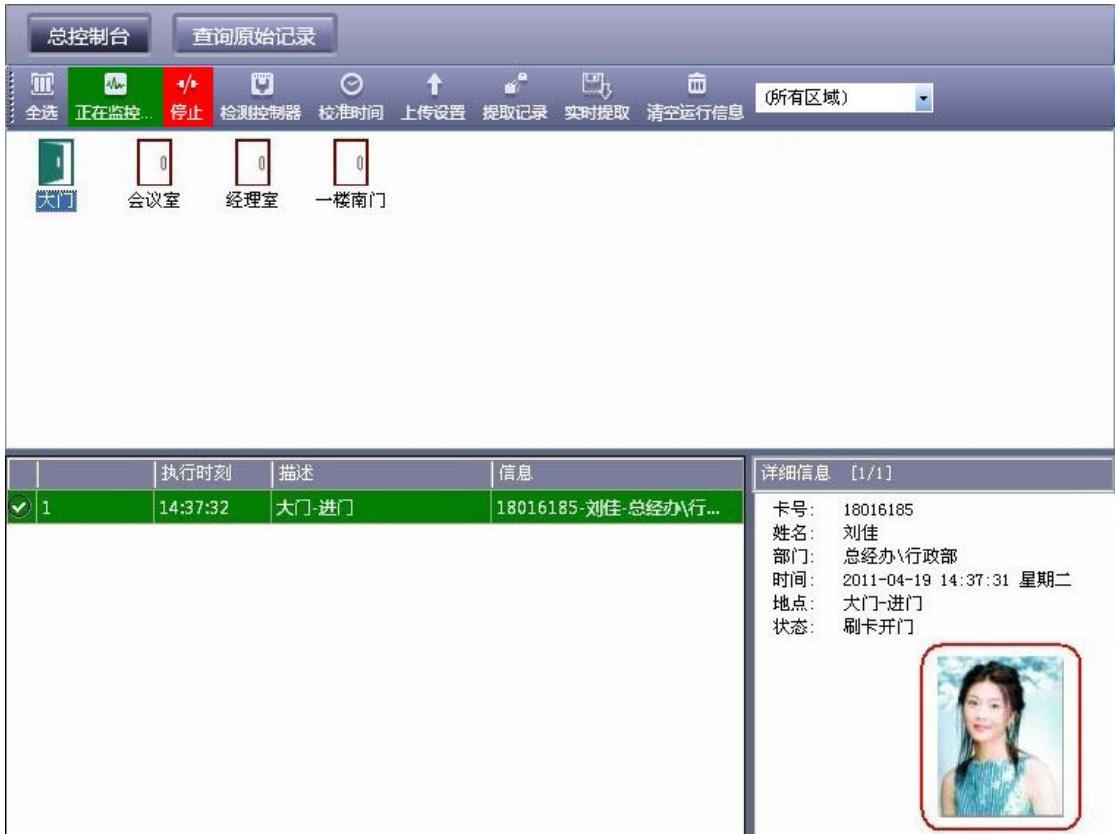 总控制台 查询原始记录
全选 正在监控... 停止 检测控制器 校准时间 上传设置 提取记录 实时提取 清空运行信息 (所有区域)
大门 会议室 经理室 一楼南门
执行时刻 描述 信息
1 14:37:32 大门-进门 18016185-刘佳-总经办\行...
详细信息 [1/1]
卡号: 18016185
姓名: 刘佳
部门: 总经办\行政部
时间: 2011-04-19 14:37:31 星期二
地点: 大门-进门
状态: 刷卡开门